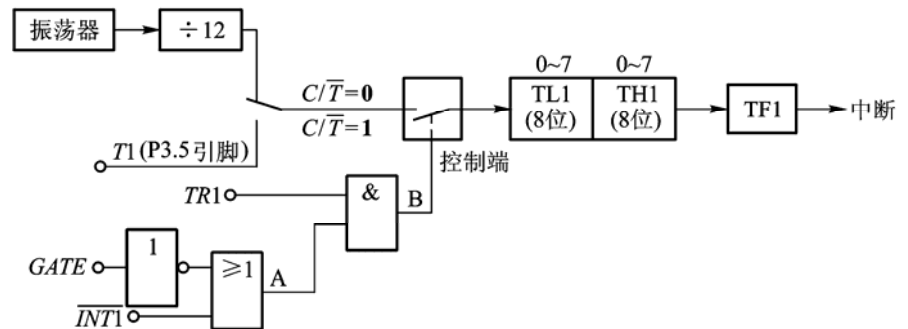 振荡器
÷12
0~7
0~7
C/T̅=0
C/T̅=1
TL1
(8位)
TH1
(8位)
TF1
中断
T1(P3.5引脚)
控制端
TR1
&
B
1
GATE
≥1
A
I̅N̅T̅1̅